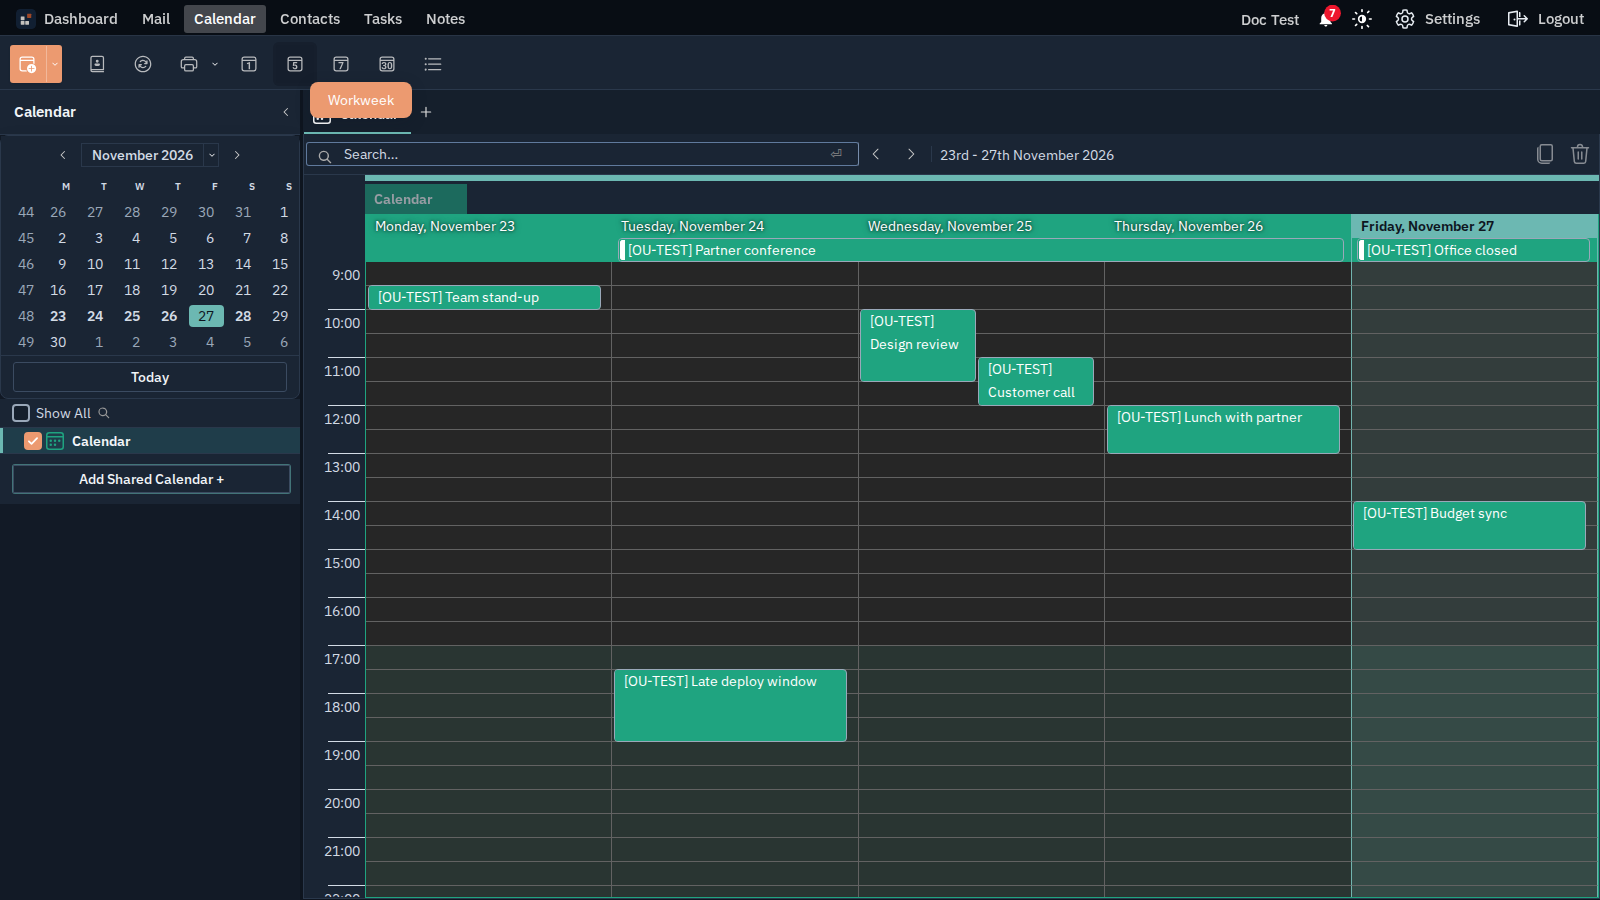 Dashboard Mail Calendar Contacts Tasks Notes Doc Test 7 Settings Logout
1 5 7 30
Workweek
Calendar
November 2026
M T W T F S S
44 26 27 28 29 30 31 1
45 2 3 4 5 6 7 8
46 9 10 11 12 13 14 15
47 16 17 18 19 20 21 22
48 23 24 25 26 27 28 29
49 30 1 2 3 4 5 6
Today
Show All
Calendar
Add Shared Calendar +
Search...
23rd - 27th November 2026
Calendar
Monday, November 23 Tuesday, November 24 Wednesday, November 25 Thursday, November 26 Friday, November 27
[OU-TEST] Partner conference [OU-TEST] Office closed
9:00
[OU-TEST] Team stand-up
10:00
[OU-TEST]
Design review
11:00
[OU-TEST]
Customer call
12:00
[OU-TEST] Lunch with partner
13:00
14:00
[OU-TEST] Budget sync
15:00
16:00
17:00
[OU-TEST] Late deploy window
18:00
19:00
20:00
21:00